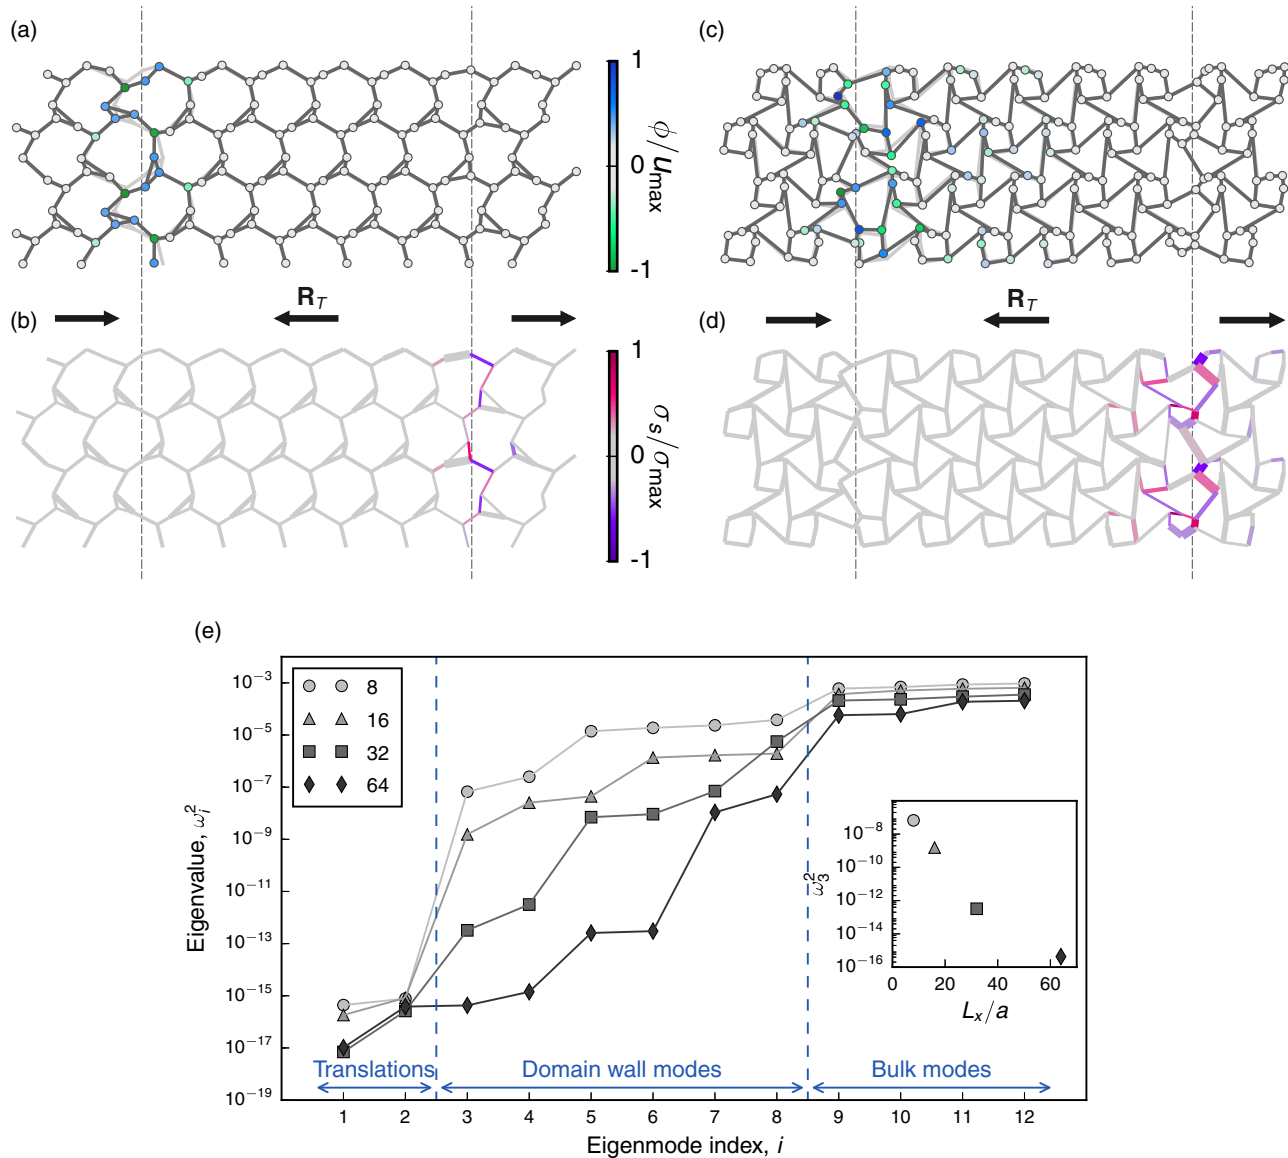 (a)
(c)
1
0
-1
ϕ/u_max
R_T
R_T
(b)
(d)
1
0
-1
σ_s/σ_max
(e)
10^−3
10^−5
10^−7
10^−9
10^−11
10^−13
10^−15
10^−17
10^−19
Eigenvalue, ω_i^2
8
16
32
64
10^−8
10^−10
10^−12
10^−14
10^−16
ω_3^2
0 20 40 60
L_x/a
Translations
Domain wall modes
Bulk modes
1 2 3 4 5 6 7 8 9 10 11 12
Eigenmode index, i